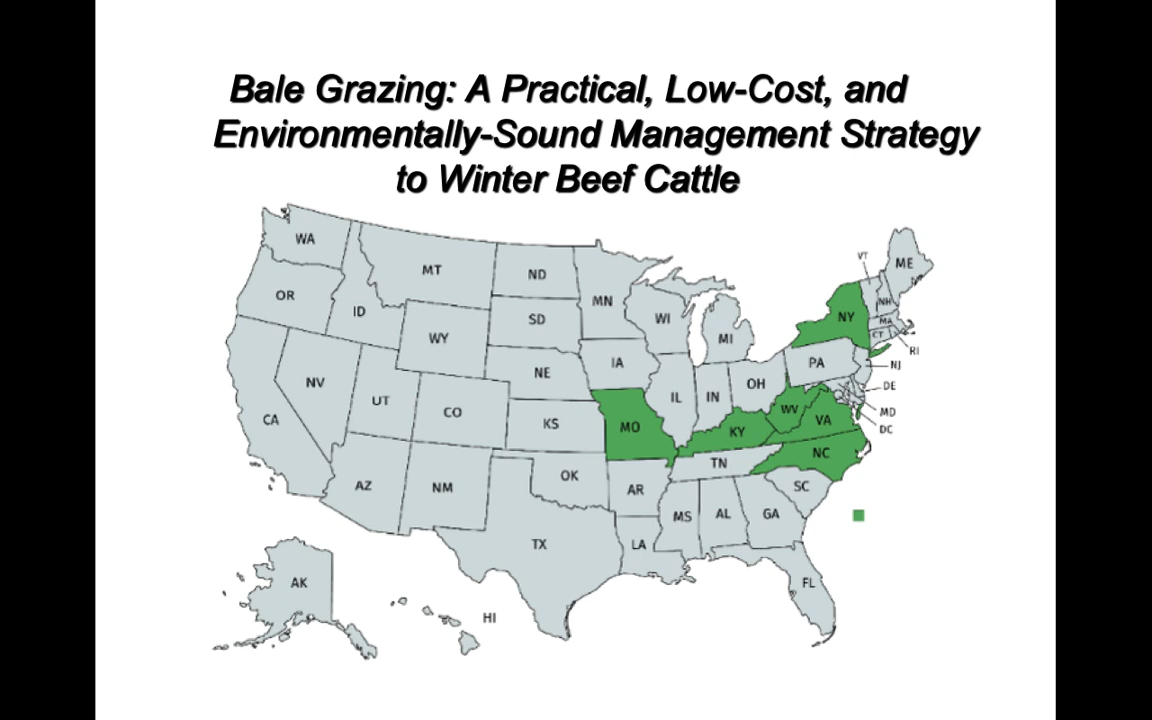 Bale Grazing: A Practical, Low-Cost, and
Environmentally-Sound Management Strategy
to Winter Beef Cattle
WA
MT
ND
MN
OR
ID
SD
WI
MI
VT
ME
NH
NY
MA
CT
RI
WY
IA
PA
NJ
NE
NV
UT
CO
IL
IN
OH
DE
MD
DC
CA
KS
MO
KY
WV
VA
AZ
NM
OK
AR
TN
NC
SC
MS
AL
GA
TX
LA
FL
AK
HI